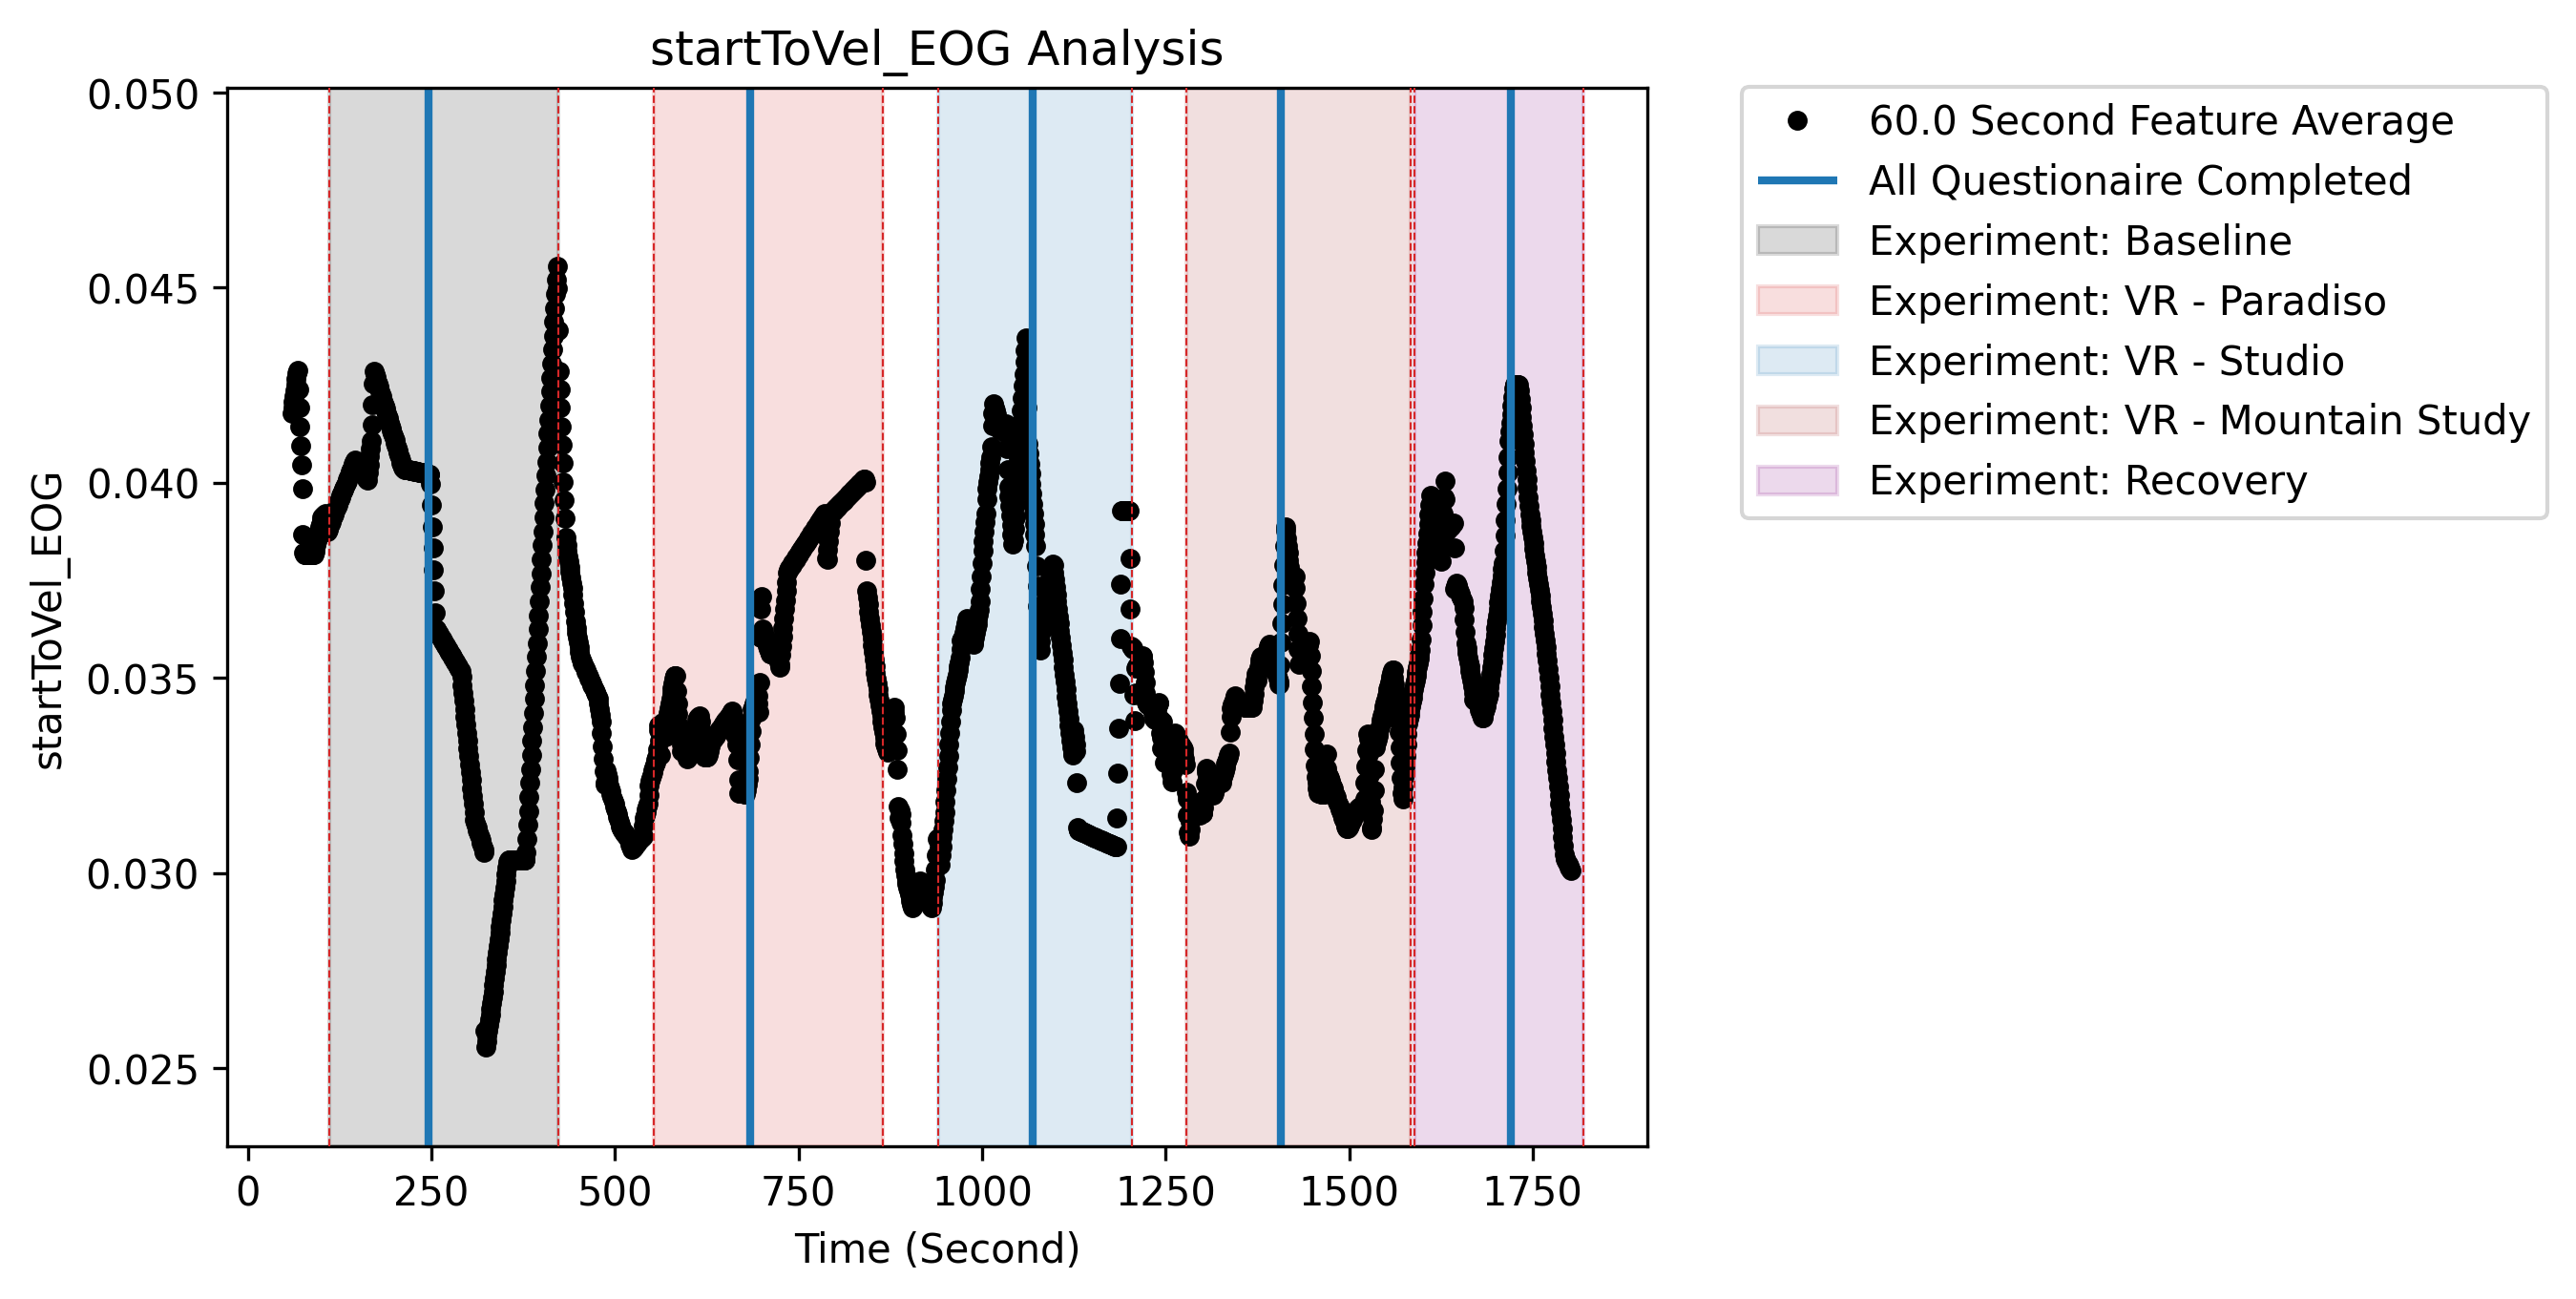 startToVel_EOG Analysis
0.050
0.045
0.040
0.035
0.030
0.025
startToVel_EOG
0
250
500
750
1000
1250
1500
1750
Time (Second)
60.0 Second Feature Average
All Questionaire Completed
Experiment: Baseline
Experiment: VR - Paradiso
Experiment: VR - Studio
Experiment: VR - Mountain Study
Experiment: Recovery